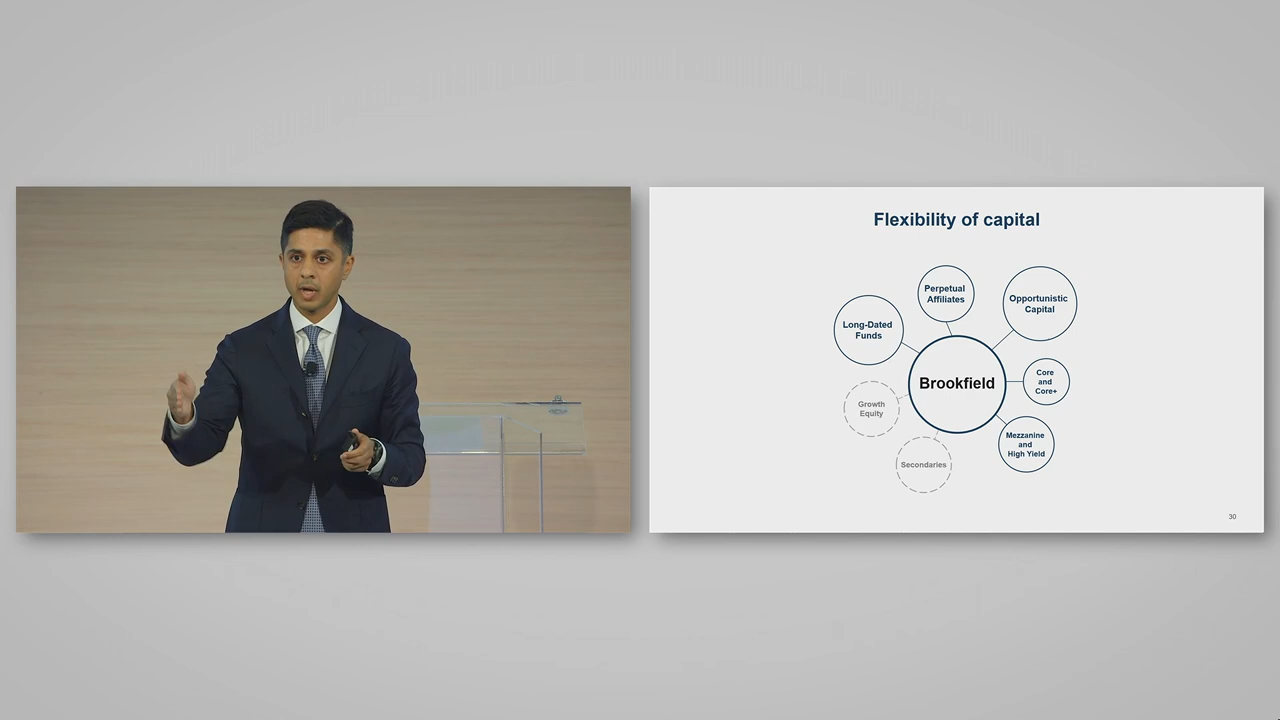 Flexibility of capital
Perpetual
Affiliates
Opportunistic
Capital
Long-Dated
Funds
Brookfield
Core
and
Core+
Growth
Equity
Mezzanine
and
High Yield
Secondaries
30